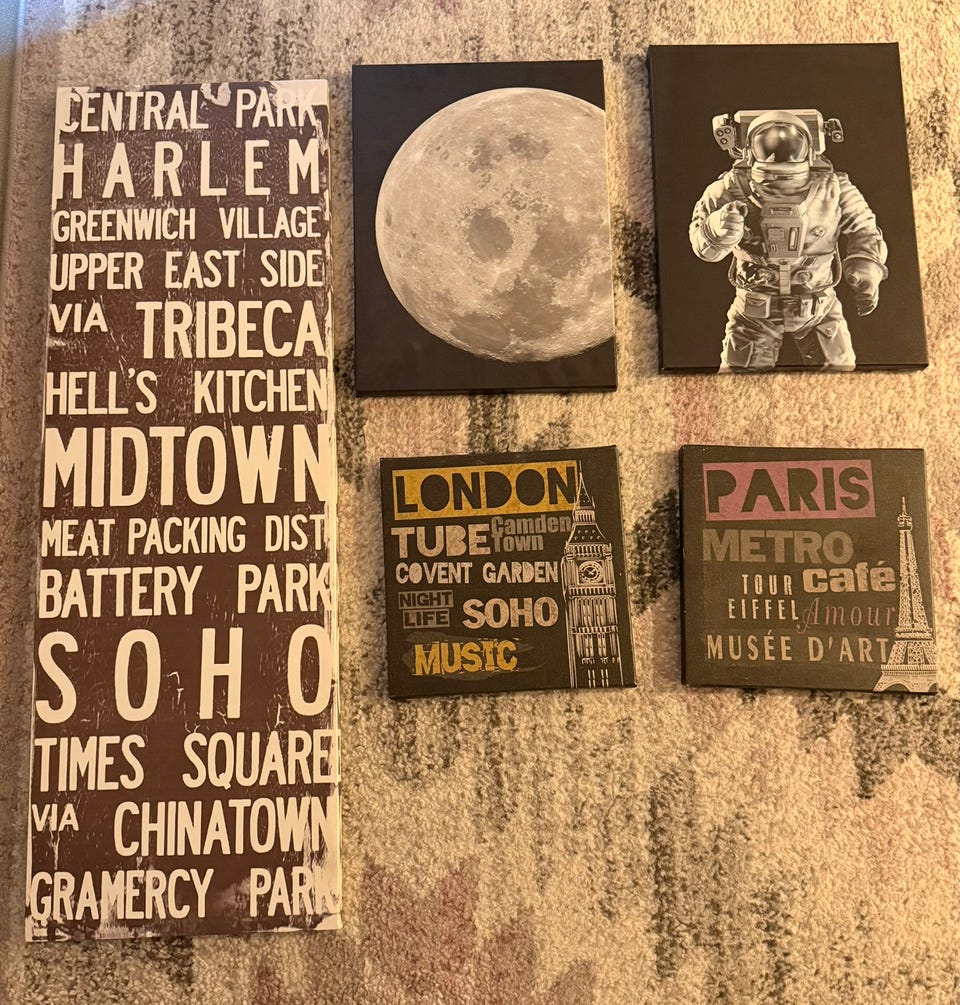 CENTRAL PARK
HARLEM
GREENWICH VILLAGE
UPPER EAST SIDE
VIA TRIBECA
HELL'S KITCHEN
MIDTOWN
MEAT PACKING DIST
BATTERY PARK
SOHO
TIMES SQUARE
VIA CHINATOWN
GRAMERCY PARK
LONDON
TUBE Camden Town
COVENT GARDEN
NIGHT LIFE SOHO
MUSIC
PARIS
METRO
TOUR café
EIFFEL Amour
MUSÉE D'ART